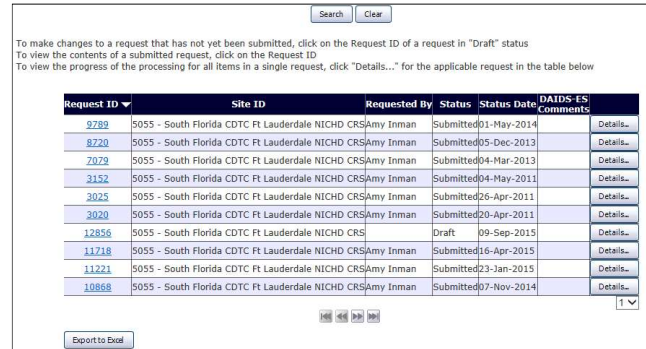 Search Clear
To make changes to a request that has not yet been submitted, click on the Request ID of a request in "Draft" status
To view the contents of a submitted request, click on the Request ID
To view the progress of the processing for all items in a single request, click "Details..." for the applicable request in the table below
Request ID Site ID Requested By Status Status Date DAIDS-ES Comments
9789 5055 - South Florida CDTC Ft Lauderdale NICHD CRS Amy Inman Submitted 01-May-2014 Details...
8720 5055 - South Florida CDTC Ft Lauderdale NICHD CRS Amy Inman Submitted 05-Dec-2013 Details...
7079 5055 - South Florida CDTC Ft Lauderdale NICHD CRS Amy Inman Submitted 04-Mar-2013 Details...
3152 5055 - South Florida CDTC Ft Lauderdale NICHD CRS Amy Inman Submitted 04-May-2011 Details...
3025 5055 - South Florida CDTC Ft Lauderdale NICHD CRS Amy Inman Submitted 26-Apr-2011 Details...
3020 5055 - South Florida CDTC Ft Lauderdale NICHD CRS Amy Inman Submitted 20-Apr-2011 Details...
12856 5055 - South Florida CDTC Ft Lauderdale NICHD CRS Draft 09-Sep-2015 Details...
11718 5055 - South Florida CDTC Ft Lauderdale NICHD CRS Amy Inman Submitted 16-Apr-2015 Details...
11221 5055 - South Florida CDTC Ft Lauderdale NICHD CRS Amy Inman Submitted 23-Jan-2015 Details...
10868 5055 - South Florida CDTC Ft Lauderdale NICHD CRS Amy Inman Submitted 07-Nov-2014 Details...
1
Export to Excel